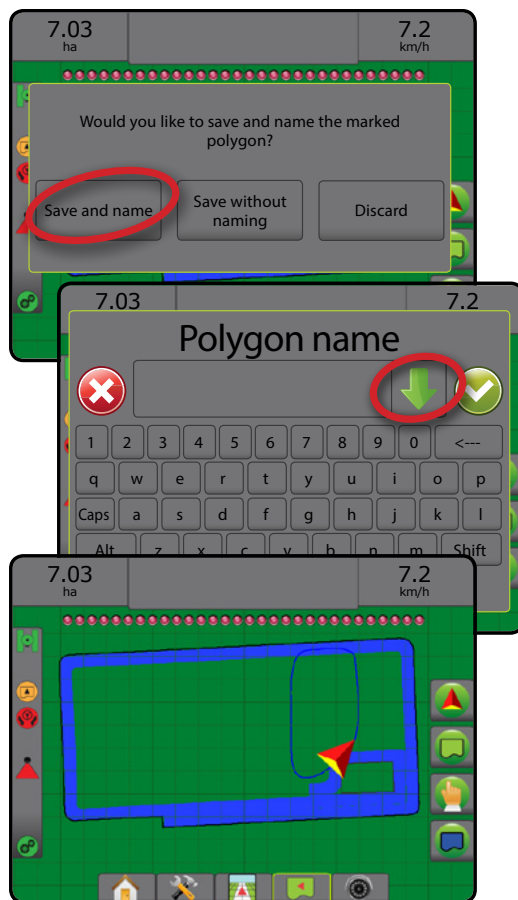 7.03 7.2
ha km/h
Would you like to save and name the marked
polygon?
Save and name
Save without
naming
Discard
7.03 7.2
Polygon name
1 2 3 4 5 6 7 8 9 0 <---
q w e r t y u i o p
Caps a s d f g h j k l
Alt z x c v b n m Shift
7.03 7.2
ha km/h